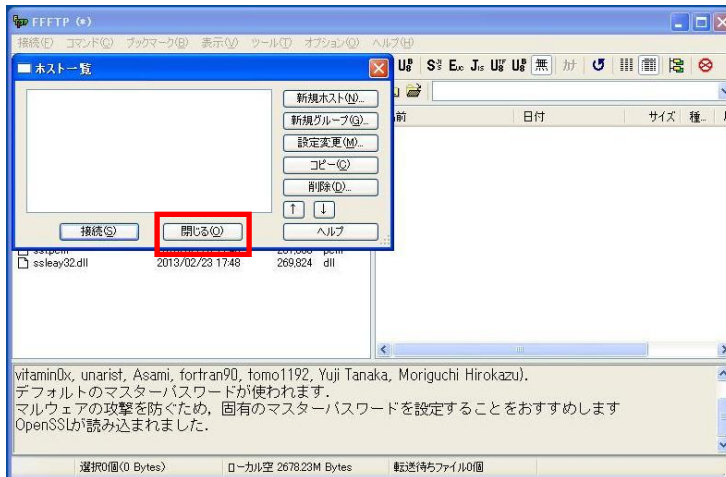 FFFTP (*)
接続(F) コマンド(C) ブックマーク(B) 表示(V) ツール(T) オプション(O) ヘルプ(H)
ホスト一覧
新規ホスト(N)...
新規グループ(G)...
設定変更(M)...
コピー(C)
削除(D)...
↑ ↓
接続(S) 閉じる(O) ヘルプ
無
日付 サイズ 種...
ssleay32.dll 2013/02/23 17:48 269,824 dll
vitamin0x, unarist, Asami, fortran90, tomo1192, Yuji Tanaka, Moriguchi Hirokazu).
デフォルトのマスターパスワードが使われます.
マルウェアの攻撃を防ぐため, 固有のマスターパスワードを設定することをおすすめします
OpenSSLが読み込まれました.
選択0個(0 Bytes) ローカル空 2678.23M Bytes 転送待ちファイル0個